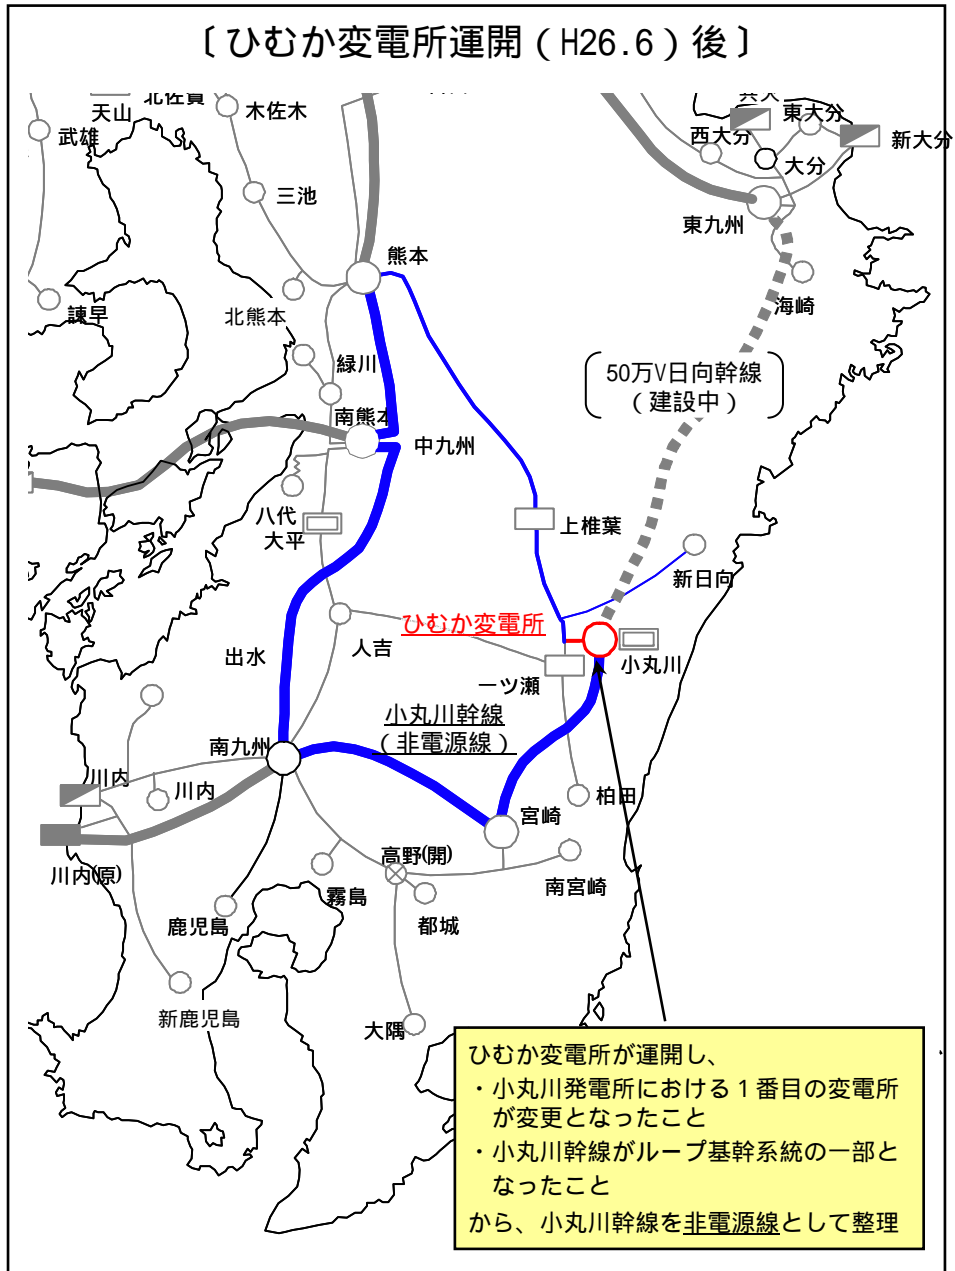 〔ひむか変電所運開（H26.6）後〕
北佐賀
天山
木佐木
武雄
三池
東大分
西大分
新大分
大分
東九州
熊本
海崎
諫早
北熊本
緑川
50万V日向幹線
（建設中）
南熊本
中九州
八代
大平
上椎葉
新日向
ひむか変電所
人吉
小丸川
出水
一ツ瀬
小丸川幹線
（非電源線）
南九州
川内
川内
柏田
宮崎
高野(開)
川内(原)
霧島
南宮崎
鹿児島
都城
新鹿児島
大隅
ひむか変電所が運開し、
・小丸川発電所における１番目の変電所
が変更となったこと
・小丸川幹線がループ基幹系統の一部と
なったこと
から、小丸川幹線を非電源線として整理